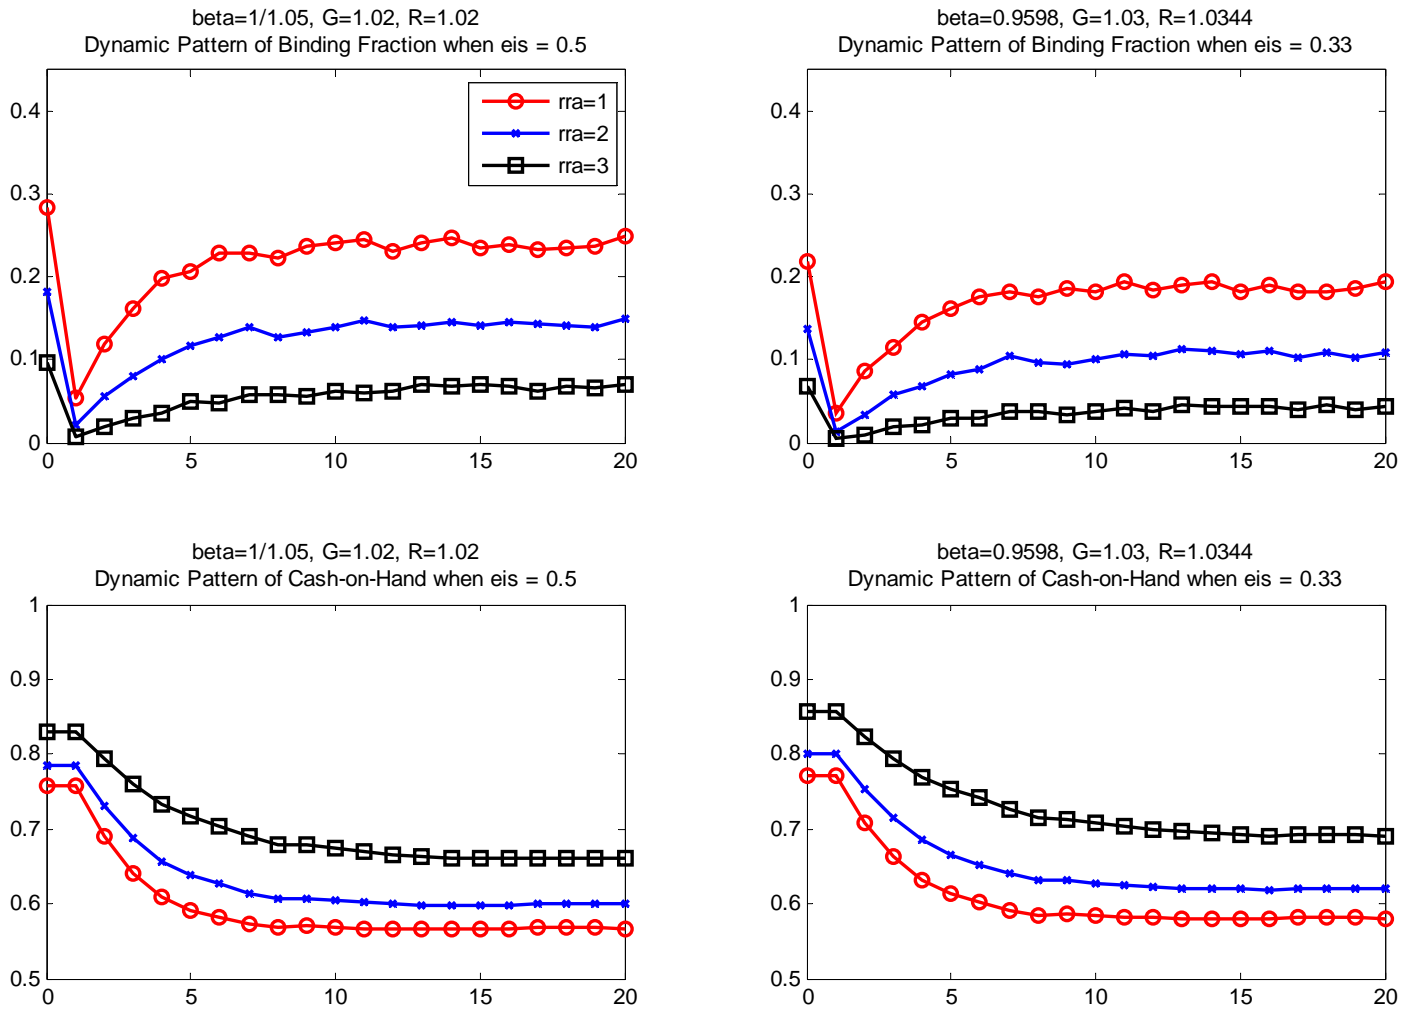 beta=1/1.05, G=1.02, R=1.02
Dynamic Pattern of Binding Fraction when eis = 0.5
0.4
0.3
0.2
0.1
0
0 5 10 15 20
rra=1
rra=2
rra=3
beta=0.9598, G=1.03, R=1.0344
Dynamic Pattern of Binding Fraction when eis = 0.33
0.4
0.3
0.2
0.1
0
0 5 10 15 20
beta=1/1.05, G=1.02, R=1.02
Dynamic Pattern of Cash-on-Hand when eis = 0.5
1
0.9
0.8
0.7
0.6
0.5
0 5 10 15 20
beta=0.9598, G=1.03, R=1.0344
Dynamic Pattern of Cash-on-Hand when eis = 0.33
1
0.9
0.8
0.7
0.6
0.5
0 5 10 15 20